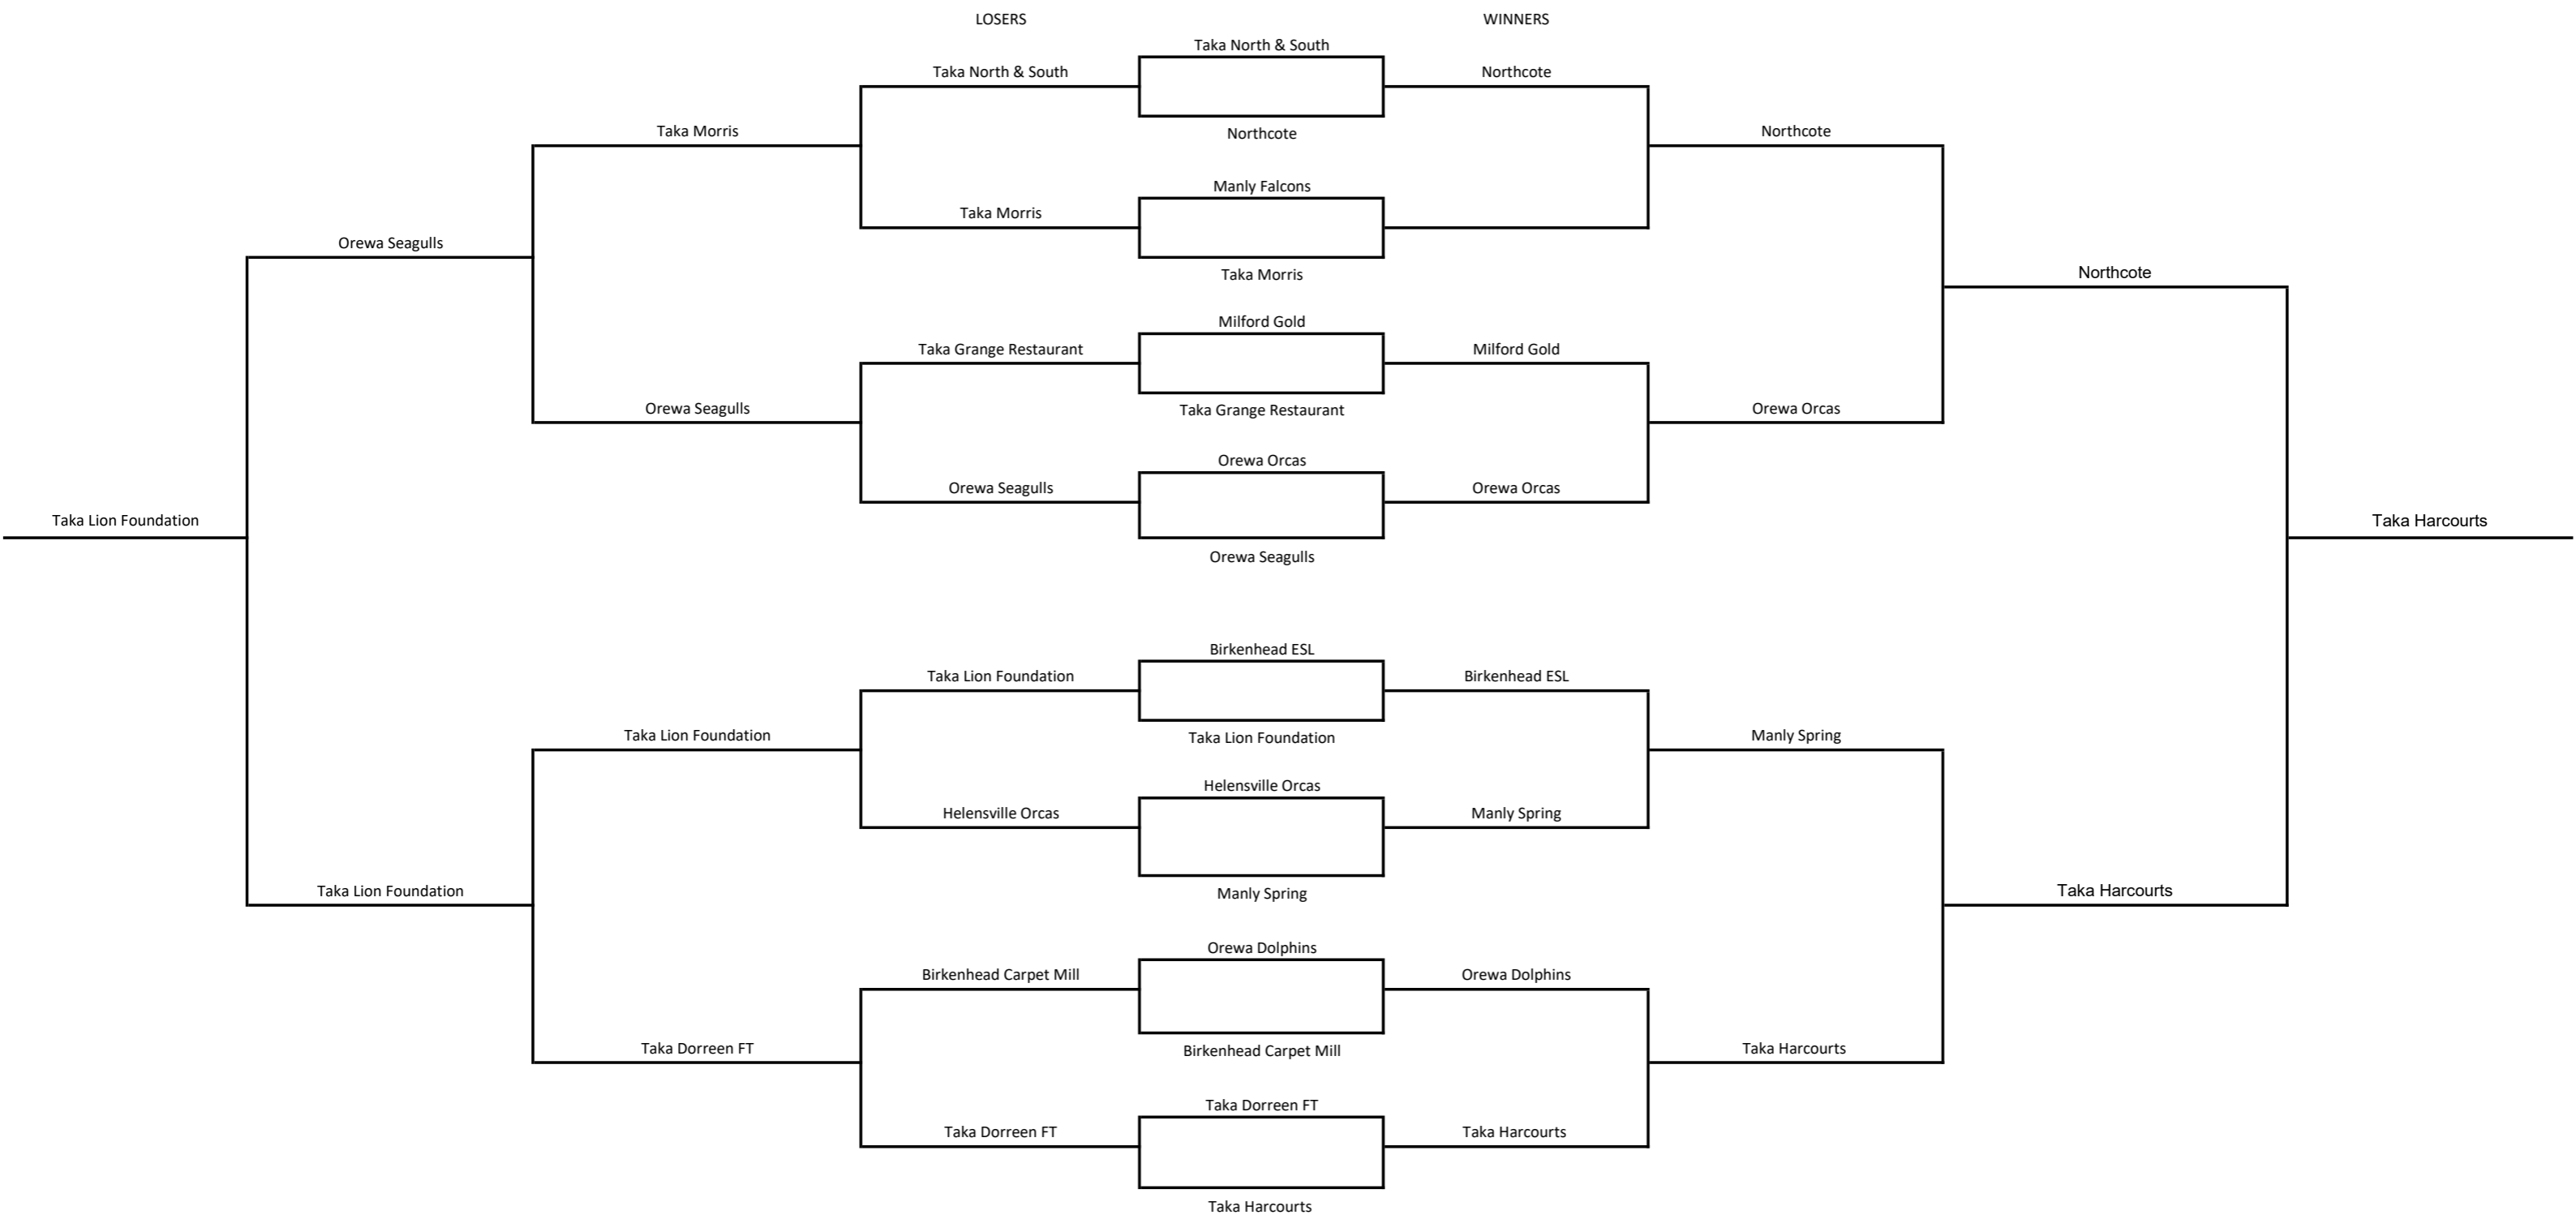 LOSERS
WINNERS
Taka North & South
Taka North & South
Northcote
Taka Morris
Northcote
Northcote
Manly Falcons
Taka Morris
Orewa Seagulls
Taka Morris
Northcote
Milford Gold
Taka Grange Restaurant
Milford Gold
Orewa Seagulls
Taka Grange Restaurant
Orewa Orcas
Orewa Orcas
Orewa Seagulls
Orewa Orcas
Taka Lion Foundation
Taka Harcourts
Orewa Seagulls
Birkenhead ESL
Taka Lion Foundation
Birkenhead ESL
Taka Lion Foundation
Taka Lion Foundation
Manly Spring
Helensville Orcas
Helensville Orcas
Manly Spring
Taka Lion Foundation
Manly Spring
Taka Harcourts
Orewa Dolphins
Birkenhead Carpet Mill
Orewa Dolphins
Taka Dorreen FT
Birkenhead Carpet Mill
Taka Harcourts
Taka Dorreen FT
Taka Dorreen FT
Taka Harcourts
Taka Harcourts